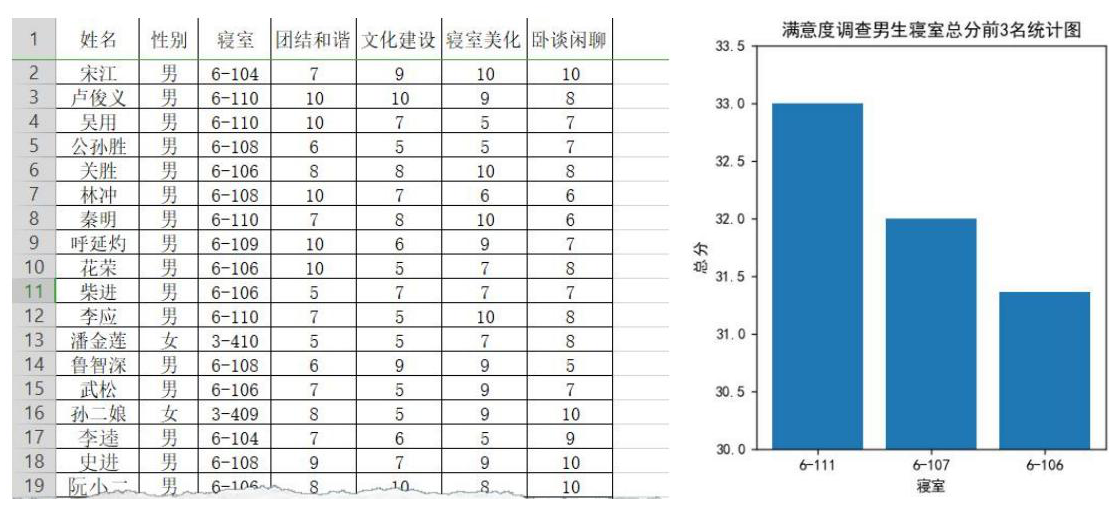 1 姓名 性别 寝室 团结和谐 文化建设 寝室美化 卧谈闲聊
2 宋江 男 6-104 7 9 10 10
3 卢俊义 男 6-110 10 10 9 8
4 吴用 男 6-110 10 7 5 7
5 公孙胜 男 6-108 6 5 5 7
6 关胜 男 6-106 8 8 10 8
7 林冲 男 6-108 10 7 6 6
8 秦明 男 6-110 7 8 10 6
9 呼延灼 男 6-109 10 6 9 7
10 花荣 男 6-106 10 5 7 8
11 柴进 男 6-106 5 7 7 7
12 李应 男 6-110 7 5 10 8
13 潘金莲 女 3-410 5 5 7 8
14 鲁智深 男 6-108 6 9 9 5
15 武松 男 6-106 7 5 9 7
16 孙二娘 女 3-409 8 5 9 10
17 李逵 男 6-104 7 6 5 9
18 史进 男 6-108 9 7 9 10
19 阮小二 男 6-106 8 10 8 10
满意度调查男生寝室总分前3名统计图
33.5
33.0
32.5
32.0
31.5
31.0
30.5
30.0
总分
6-111 6-107 6-106
寝室